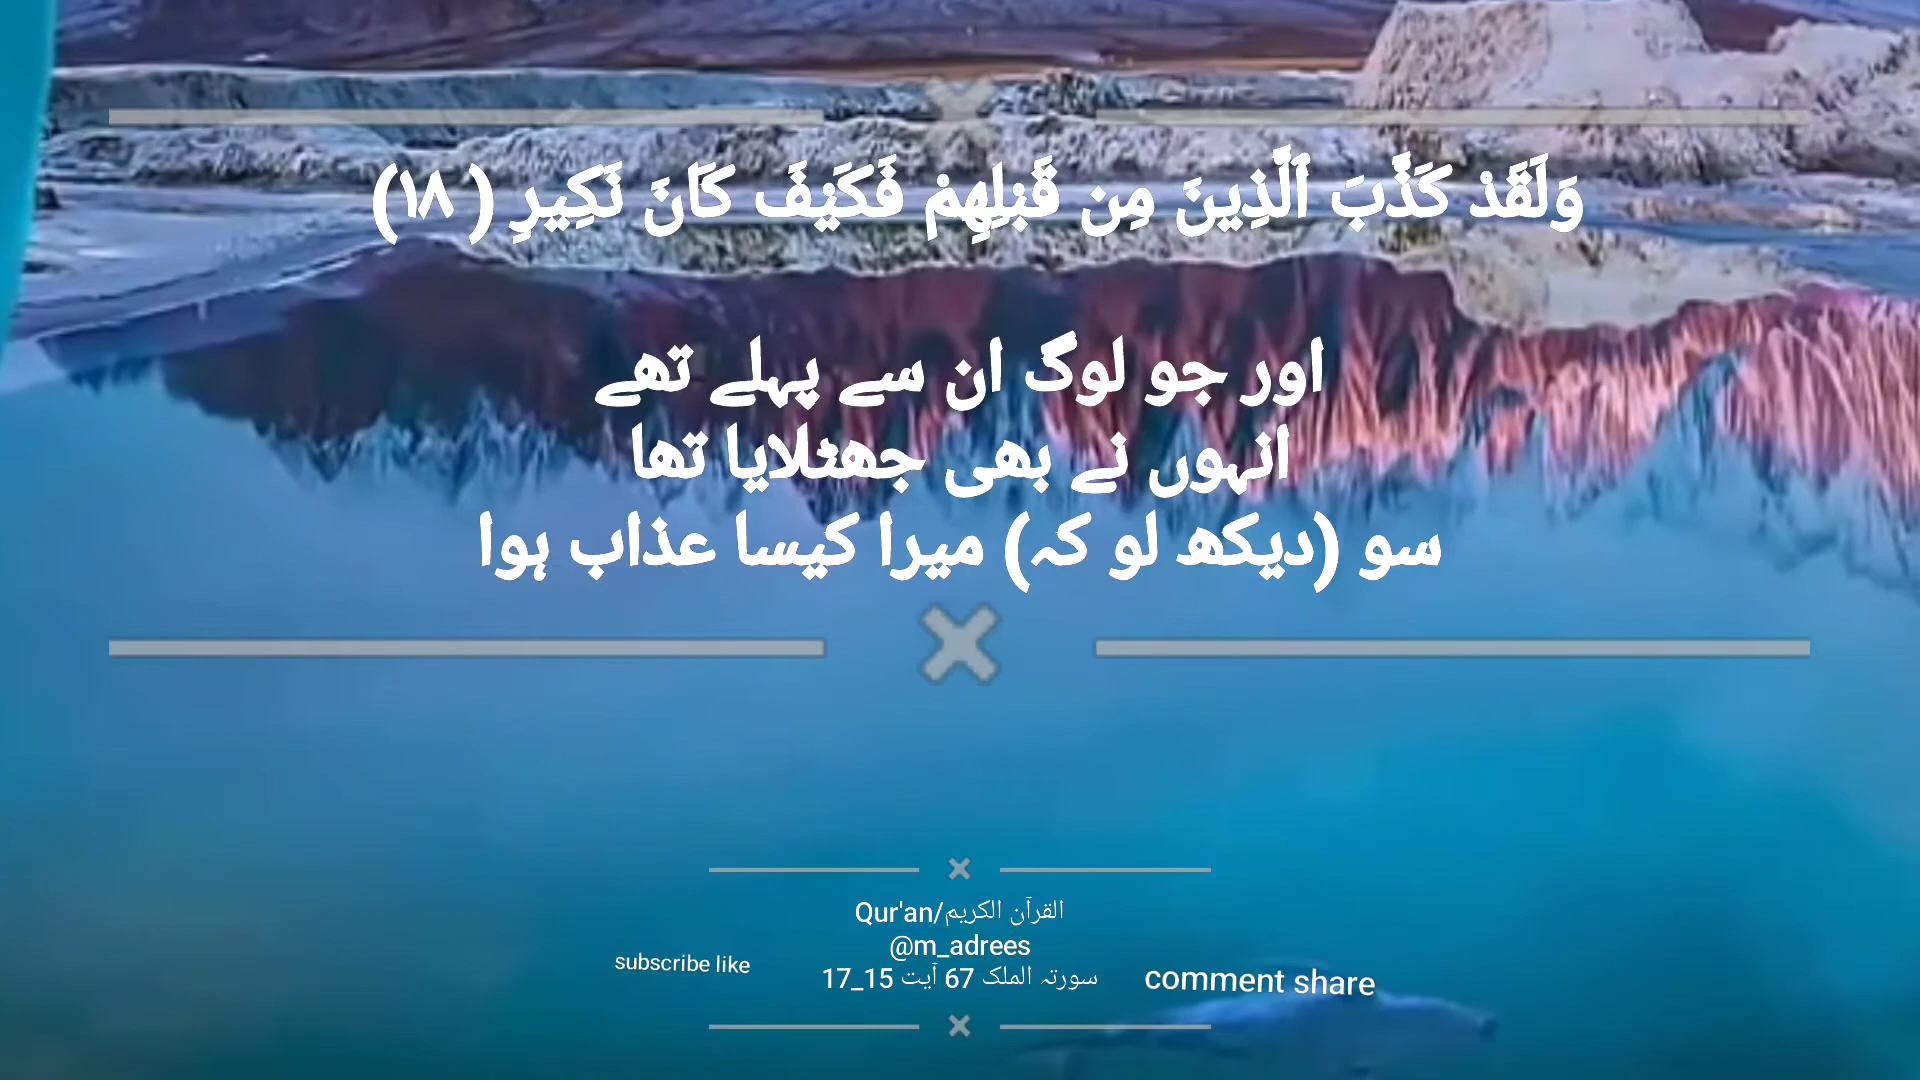 وَلَقَدْ كَذَّبَ ٱلَّذِينَ مِن قَبْلِهِمْ فَكَيْفَ كَانَ نَكِيرِ (١٨)
اور جو لوگ ان سے پہلے تھے
انہوں نے بھی جھٹلایا تھا
سو (دیکھ لو کہ) میرا کیسا عذاب ہوا
Qur'an/القرآن الكريم
@m_adrees
subscribe like
سورتہ الملک 67 آیت 15_17
comment share